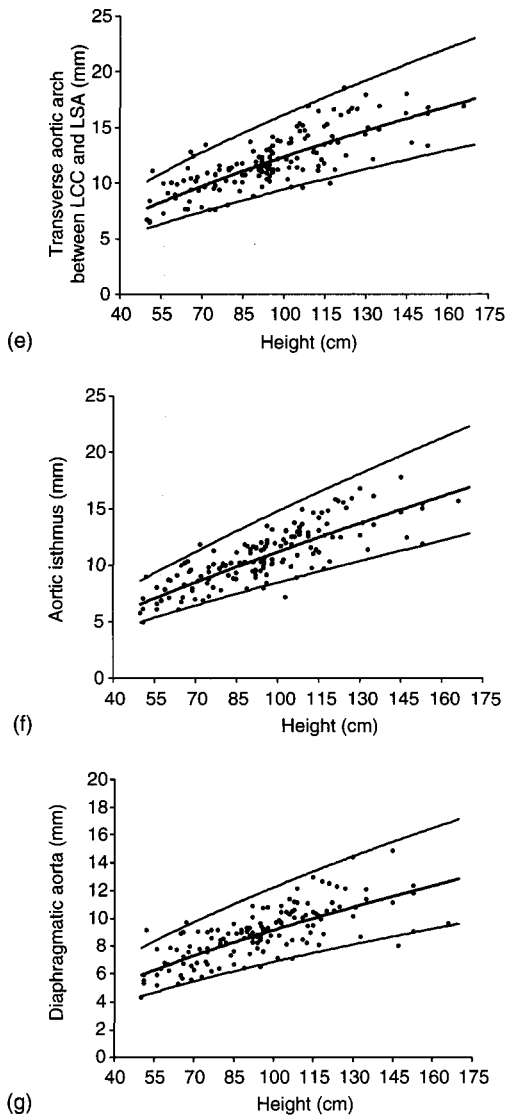 25
20
15
10
5
0
Transverse aortic arch
between LCC and LSA (mm)
40 55 70 85 100 115 130 145 160 175
Height (cm)
(e)
25
20
15
10
5
0
Aortic isthmus (mm)
40 55 70 85 100 115 130 145 160 175
Height (cm)
(f)
20
18
16
14
12
10
8
6
4
2
0
Diaphragmatic aorta (mm)
40 55 70 85 100 115 130 145 160 175
Height (cm)
(g)